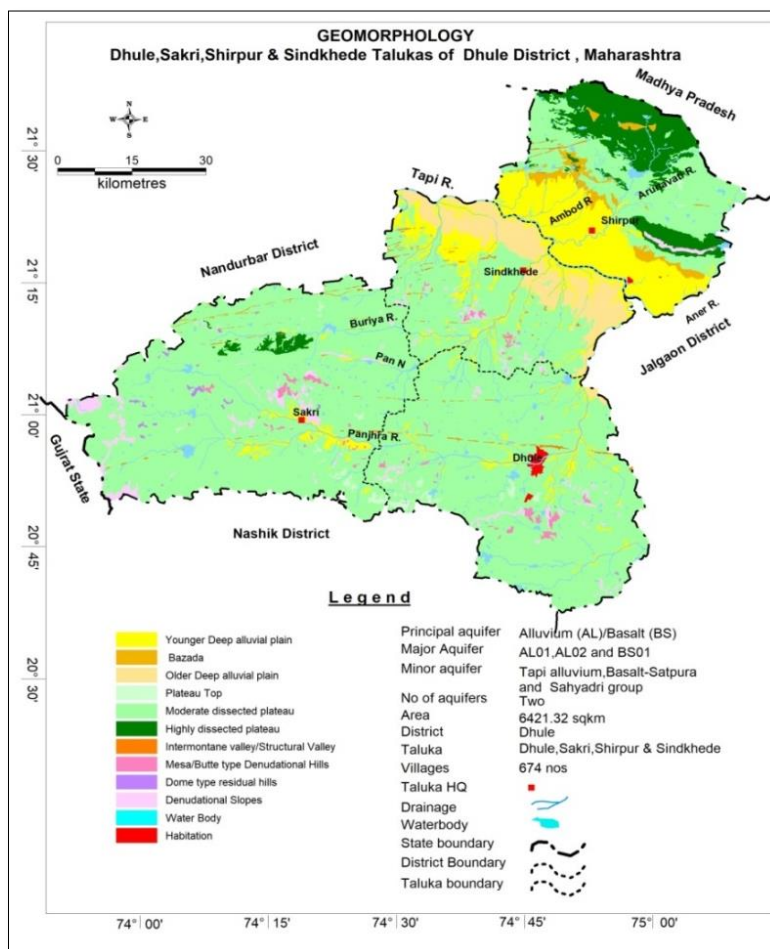 GEOMORPHOLOGY
Dhule,Sakri,Shirpur & Sindkhede Talukas of Dhule District , Maharashtra
N
W E
S
0 15 30
kilometres
Madhya Pradesh
Tapi R.
Arunavati R.
Ambod R
Shirpur
Nandurbar District
Sindkhede
Aner R.
Jalgaon District
Buriya R.
Pan N
Sakri
Panjhra R.
Dhule
Gujrat State
Nashik District
21° 30'
21° 15'
21° 00'
20° 45'
20° 30'
L e g e n d
Younger Deep alluvial plain
Bazada
Older Deep alluvial plain
Plateau Top
Moderate dissected plateau
Highly dissected plateau
Intermontane valley/Structural Valley
Mesa/Butte type Denudational Hills
Dome type residual hills
Denudational Slopes
Water Body
Habitation
Principal aquifer Alluvium (AL)/Basalt (BS)
Major Aquifer AL01,AL02 and BS01
Minor aquifer Tapi alluvium,Basalt-Satpura
and Sahyadri group
No of aquifers Two
Area 6421.32 sqkm
District Dhule
Taluka Dhule,Sakri,Shirpur & Sindkhede
Villages 674 nos
Taluka HQ
Drainage
Waterbody
State boundary
District Boundary
Taluka boundary
74° 00' 74° 15' 74° 30' 74° 45' 75° 00'